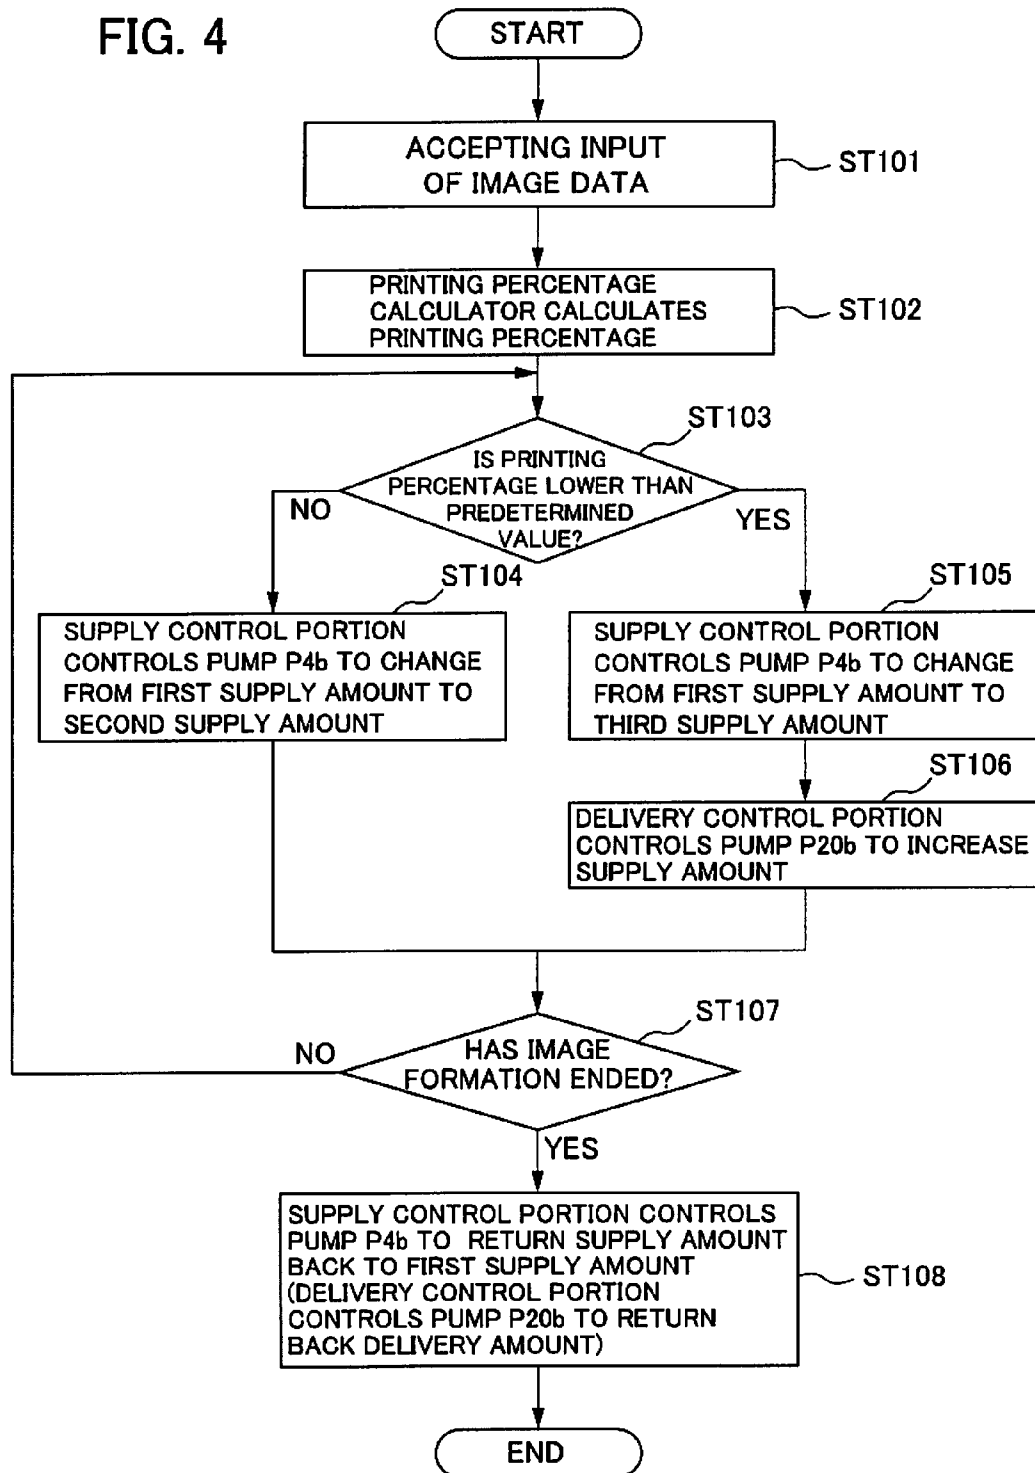 FIG. 4
START
ACCEPTING INPUT
OF IMAGE DATA
ST101
PRINTING PERCENTAGE
CALCULATOR CALCULATES
PRINTING PERCENTAGE
ST102
ST103
IS PRINTING
PERCENTAGE LOWER THAN
PREDETERMINED
VALUE?
NO
YES
ST104
SUPPLY CONTROL PORTION
CONTROLS PUMP P4b TO CHANGE
FROM FIRST SUPPLY AMOUNT TO
SECOND SUPPLY AMOUNT
ST105
SUPPLY CONTROL PORTION
CONTROLS PUMP P4b TO CHANGE
FROM FIRST SUPPLY AMOUNT TO
THIRD SUPPLY AMOUNT
ST106
DELIVERY CONTROL PORTION
CONTROLS PUMP P20b TO INCREASE
SUPPLY AMOUNT
ST107
HAS IMAGE
FORMATION ENDED?
NO
YES
SUPPLY CONTROL PORTION CONTROLS
PUMP P4b TO RETURN SUPPLY AMOUNT
BACK TO FIRST SUPPLY AMOUNT
(DELIVERY CONTROL PORTION
CONTROLS PUMP P20b TO RETURN
BACK DELIVERY AMOUNT)
ST108
END